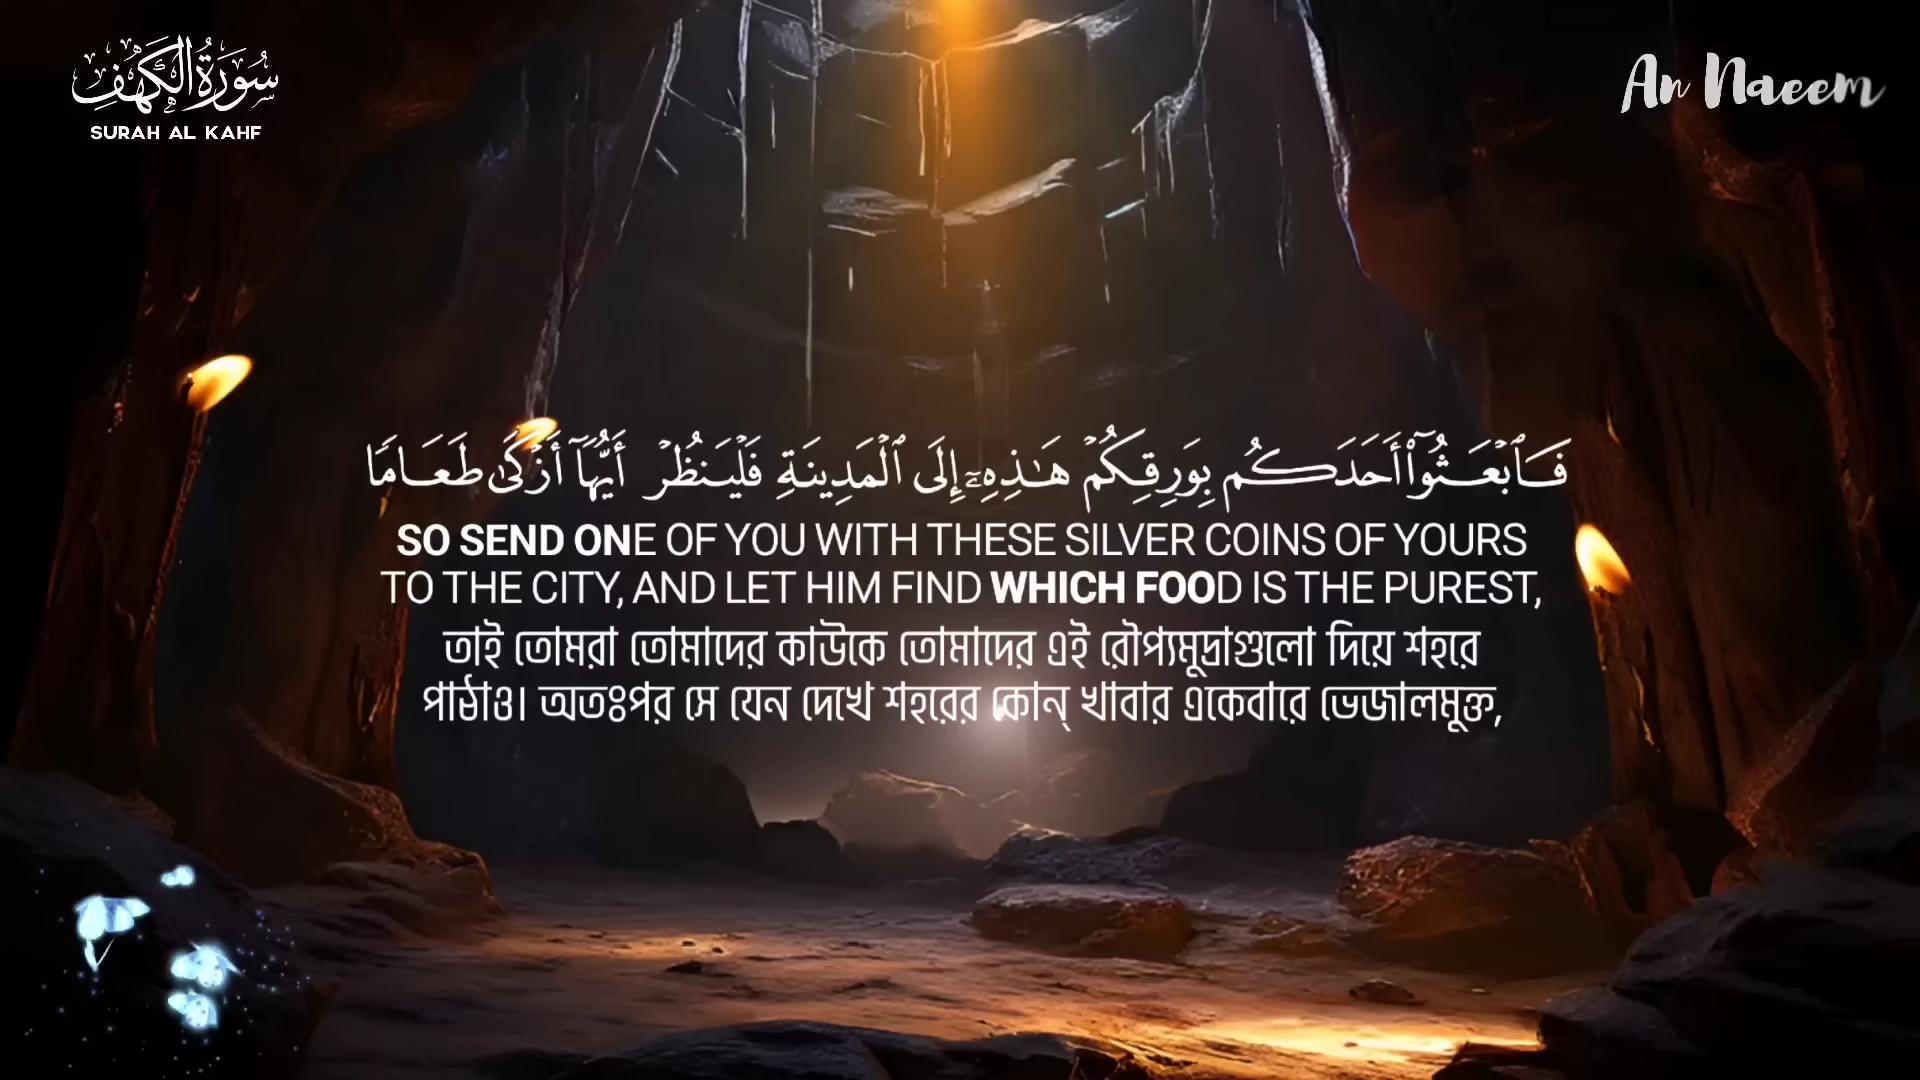 سُورَةُ الْكَهْفِ
SURAH AL KAHF
An Naeem
فَٱبْعَثُوٓا۟ أَحَدَكُم بِوَرِقِكُمْ هَـٰذِهِۦٓ إِلَى ٱلْمَدِينَةِ فَلْيَنظُرْ أَيُّهَآ أَزْكَىٰ طَعَامًا
SO SEND ONE OF YOU WITH THESE SILVER COINS OF YOURS
TO THE CITY, AND LET HIM FIND WHICH FOOD IS THE PUREST,
তাই তোমরা তোমাদের কাউকে তোমাদের এই রৌপ্যমুদ্রাগুলো দিয়ে শহরে
পাঠাও। অতঃপর সে যেন দেখে শহরের কোন্ খাবার একেবারে ভেজালমুক্ত,